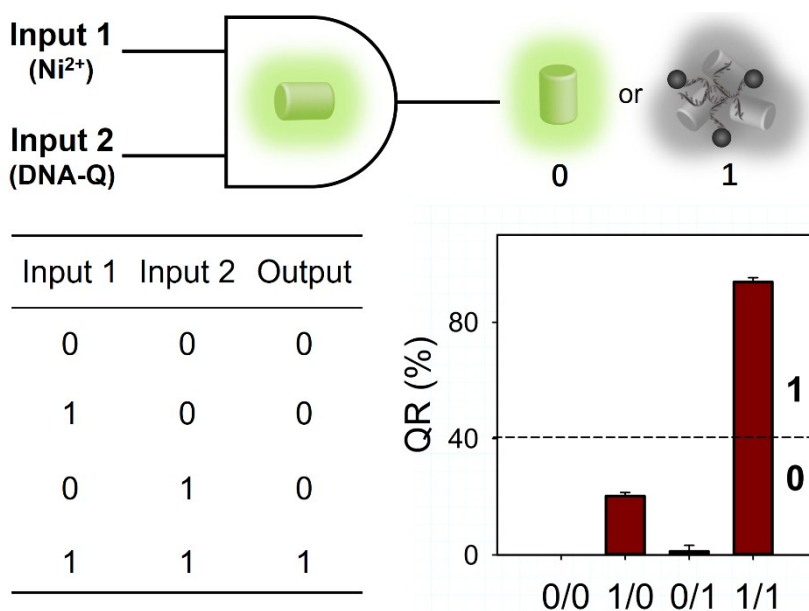 Input 1
(Ni²⁺)
Input 2
(DNA-Q)
or
0
1
Input 1 Input 2 Output
0 0 0
1 0 0
0 1 0
1 1 1
QR (%)
80
40
0
1
0
0/0 1/0 0/1 1/1